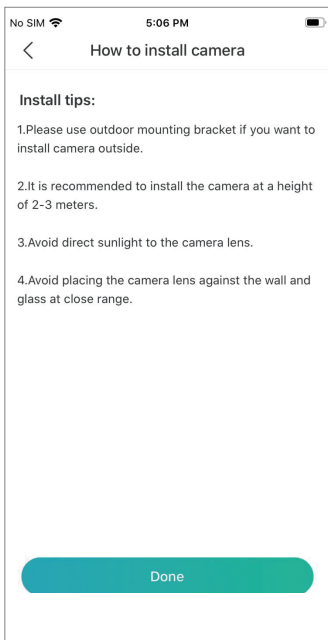 No SIM 5:06 PM
How to install camera
Install tips:
1.Please use outdoor mounting bracket if you want to
install camera outside.
2.It is recommended to install the camera at a height
of 2-3 meters.
3.Avoid direct sunlight to the camera lens.
4.Avoid placing the camera lens against the wall and
glass at close range.
Done